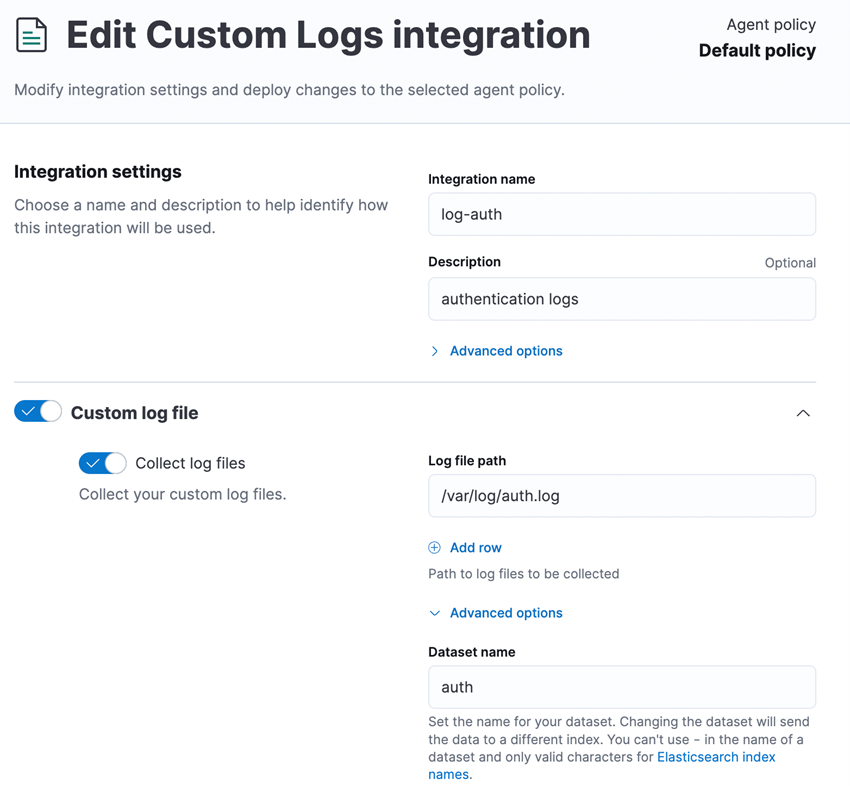 Edit Custom Logs integration
Agent policy
Default policy
Modify integration settings and deploy changes to the selected agent policy.
Integration settings
Choose a name and description to help identify how
this integration will be used.
Integration name
log-auth
Description
Optional
authentication logs
Advanced options
Custom log file
Collect log files
Collect your custom log files.
Log file path
/var/log/auth.log
Add row
Path to log files to be collected
Advanced options
Dataset name
auth
Set the name for your dataset. Changing the dataset will send
the data to a different index. You can't use - in the name of a
dataset and only valid characters for Elasticsearch index
names.